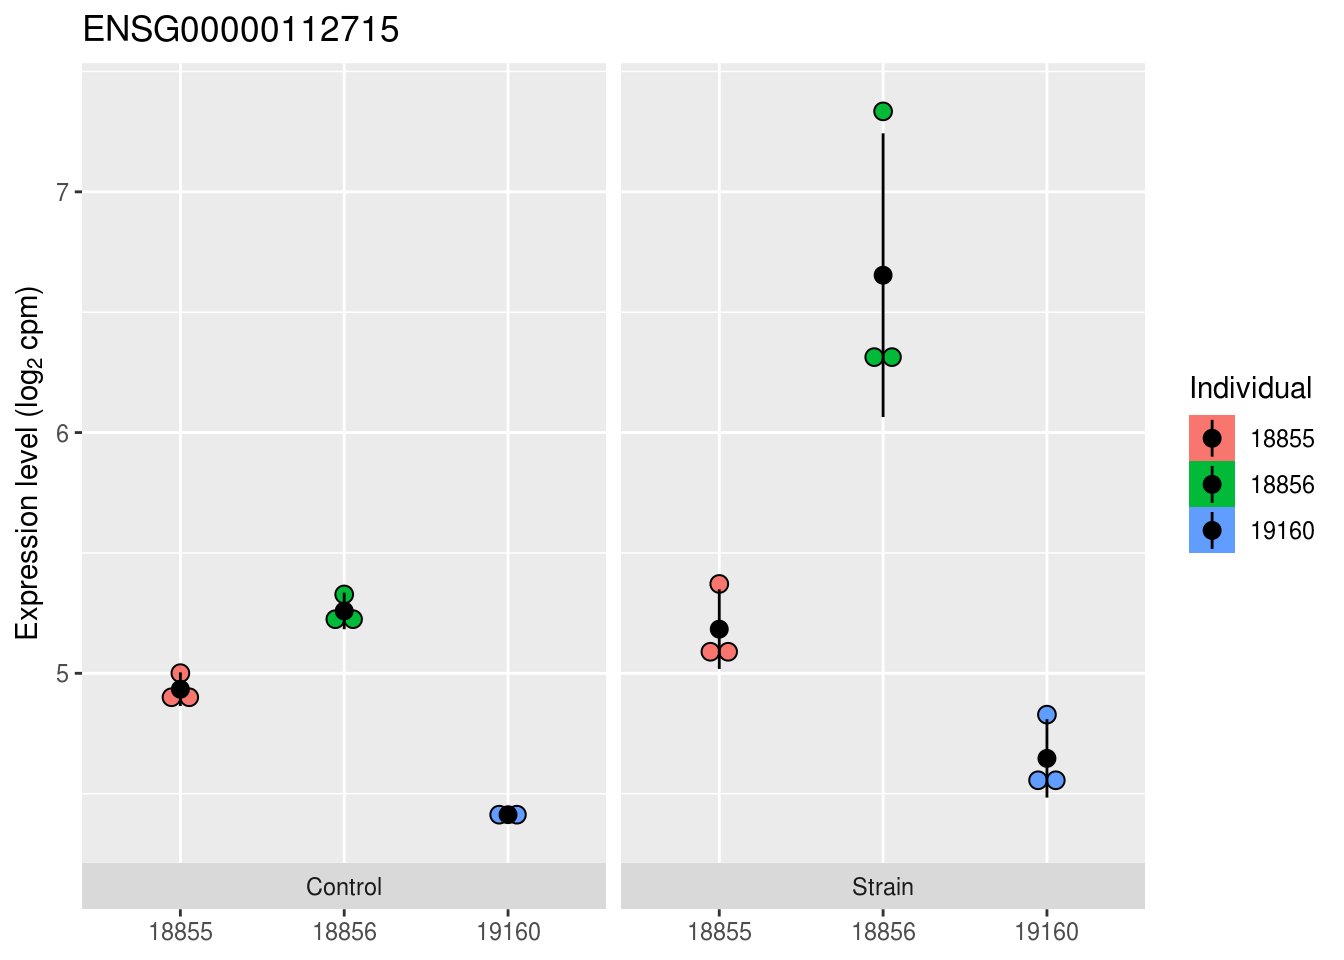 ENSG00000112715
Expression level (log₂ cpm)
7
6
5
Control
Strain
18855
18856
19160
18855
18856
19160
Individual
18855
18856
19160